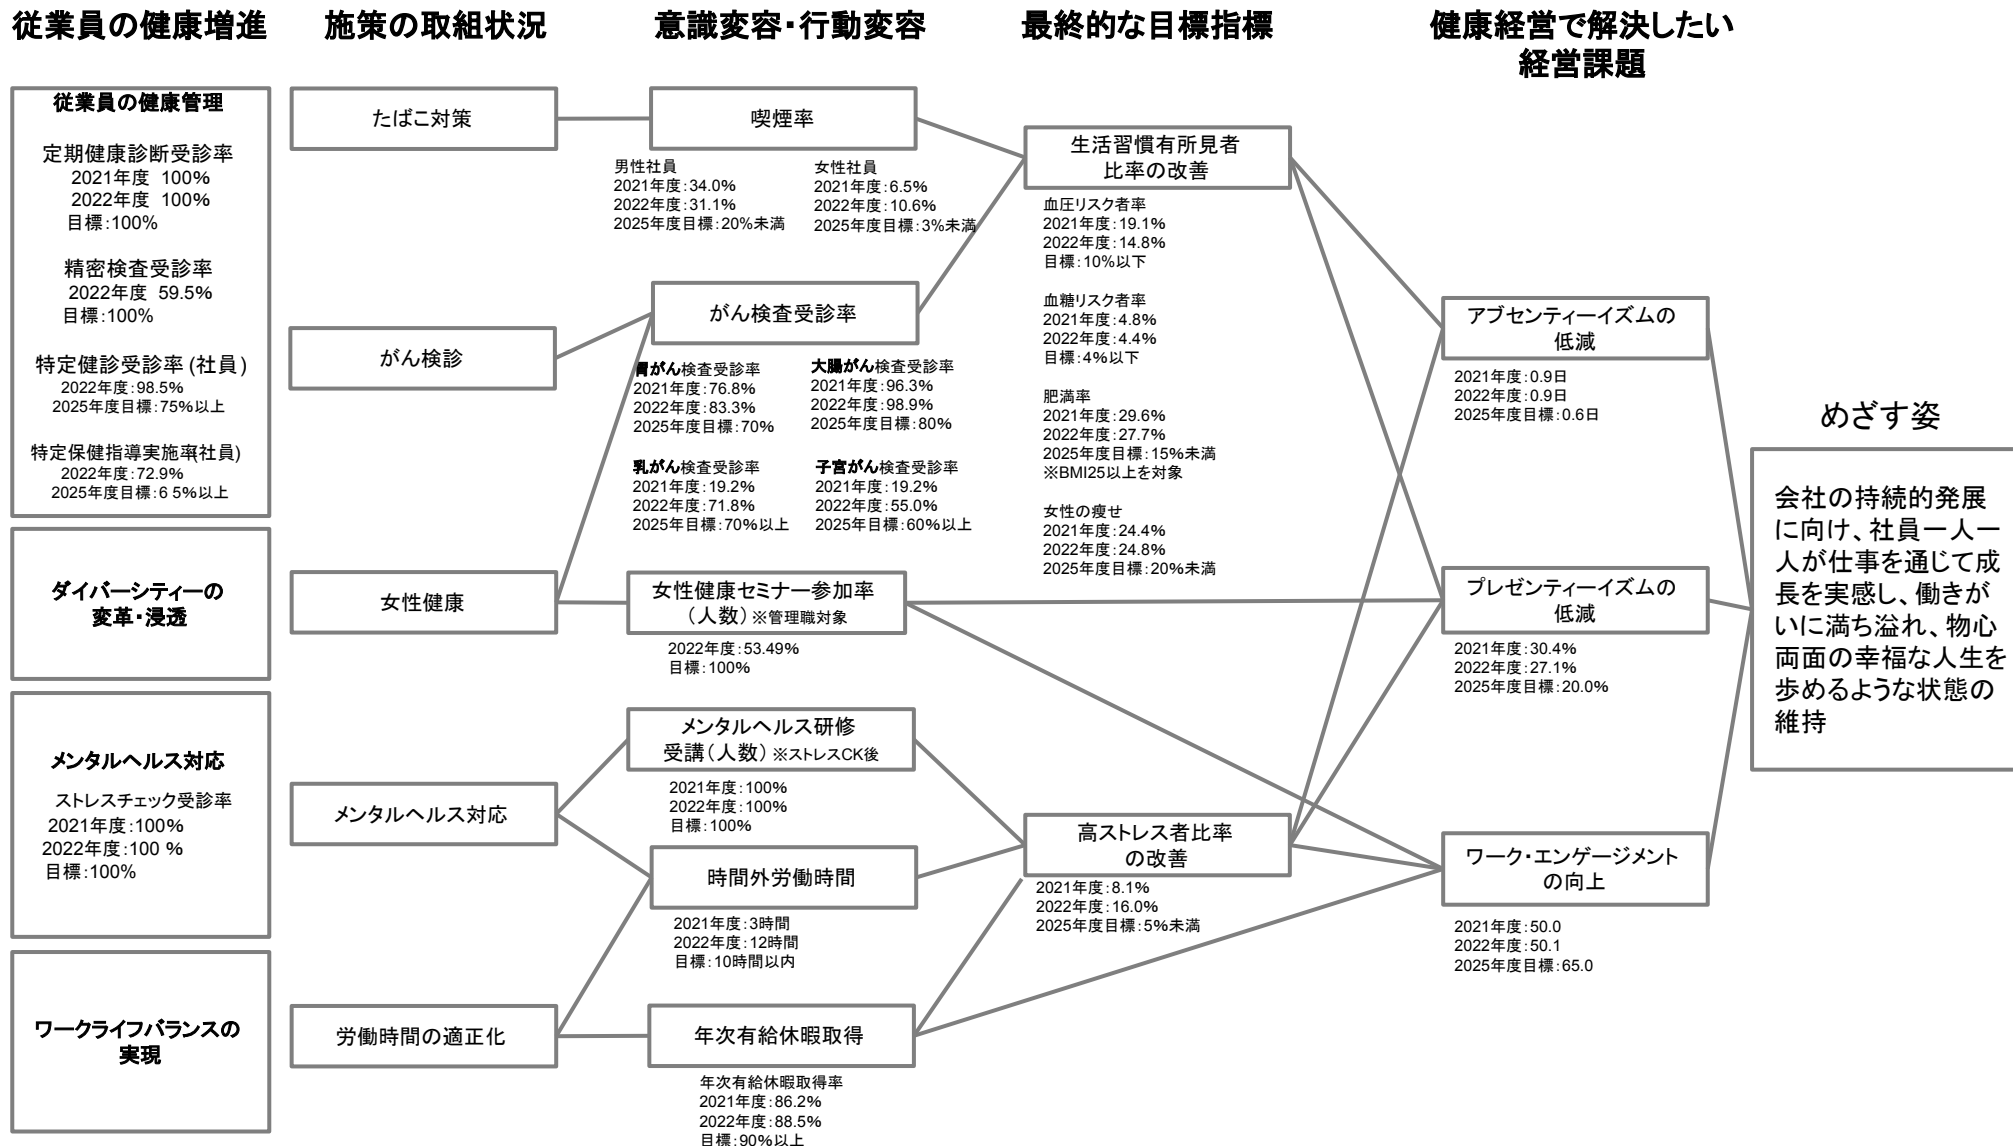 従業員の健康増進
施策の取組状況
意識変容・行動変容
最終的な目標指標
健康経営で解決したい
経営課題
従業員の健康管理
定期健康診断受診率
2021年度 100%
2022年度 100%
目標：100%
精密検査受診率
2022年度 59.5%
目標：100%
特定健診受診率（社員）
2022年度：98.5%
2025年度目標：75%以上
特定保健指導実施率（社員）
2022年度：72.9%
2025年度目標：6 5%以上
ダイバーシティーの
変革・浸透
メンタルヘルス対応
ストレスチェック受診率
2021年度：100%
2022年度：100 %
目標：100%
ワークライフバランスの
実現
たばこ対策
がん検診
女性健康
メンタルヘルス対応
労働時間の適正化
喫煙率
男性社員
2021年度：34.0%
2022年度：31.1%
2025年度目標：20%未満
女性社員
2021年度：6.5%
2022年度：10.6%
2025年度目標：3%未満
がん検査受診率
胃がん検査受診率
2021年度：76.8%
2022年度：83.3%
2025年度目標：70%
大腸がん検査受診率
2021年度：96.3%
2022年度：98.9%
2025年度目標：80%
乳がん検査受診率
2021年度：19.2%
2022年度：71.8%
2025年目標：70%以上
子宮がん検査受診率
2021年度：19.2%
2022年度：55.0%
2025年度目標：60%以上
女性健康セミナー参加率
（人数）※管理職対象
2022年度：53.49%
目標：100%
メンタルヘルス研修
受講（人数）※ストレスCK後
2021年度：100%
2022年度：100%
目標：100%
時間外労働時間
2021年度：3時間
2022年度：12時間
目標：10時間以内
年次有給休暇取得
年次有給休暇取得率
2021年度：86.2%
2022年度：88.5%
目標：90%以上
生活習慣有所見者
比率の改善
血圧リスク者率
2021年度：19.1%
2022年度：14.8%
目標：10%以下
血糖リスク者率
2021年度：4.8%
2022年度：4.4%
目標：4%以下
肥満率
2021年度：29.6%
2022年度：27.7%
2025年度目標：15%未満
※BMI25以上を対象
女性の痩せ
2021年度：24.4%
2022年度：24.8%
2025年度目標：20%未満
高ストレス者比率
の改善
2021年度：8.1%
2022年度：16.0%
2025年度目標：5%未満
アブセンティーイズムの
低減
2021年度：0.9日
2022年度：0.9日
2025年度目標：0.6日
プレゼンティーイズムの
低減
2021年度：30.4%
2022年度：27.1%
2025年度目標：20.0%
ワーク・エンゲージメント
の向上
2021年度：50.0
2022年度：50.1
2025年度目標：65.0
めざす姿
会社の持続的発展
に向け、社員一人一
人が仕事を通じて成
長を実感し、働きが
いに満ち溢れ、物心
両面の幸福な人生を
歩めるような状態の
維持